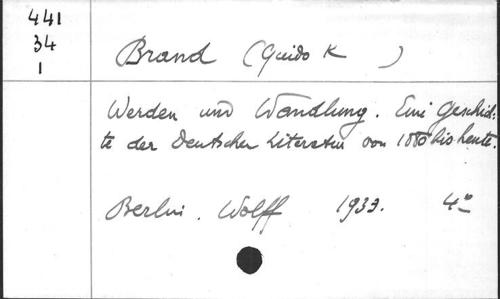 441
34
1
Brand (Guido K )
Werden und Wandlung. Eine Geschich-
te der Deutschen Literatur von 1880 bis heute.
Berlin. Wolff 1933. 4°